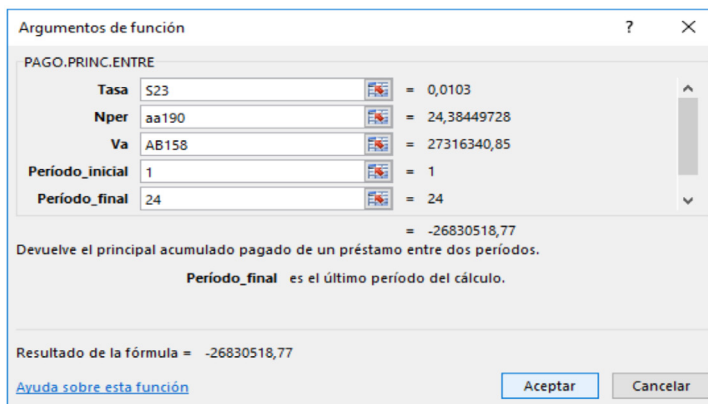 Argumentos de función ? ×
PAGO.PRINC.ENTRE
Tasa S23 = 0,0103
Nper aa190 = 24,38449728
Va AB158 = 27316340,85
Período_inicial 1 = 1
Período_final 24 = 24
= -26830518,77
Devuelve el principal acumulado pagado de un préstamo entre dos períodos.
Período_final es el último período del cálculo.
Resultado de la fórmula = -26830518,77
Ayuda sobre esta función Aceptar Cancelar